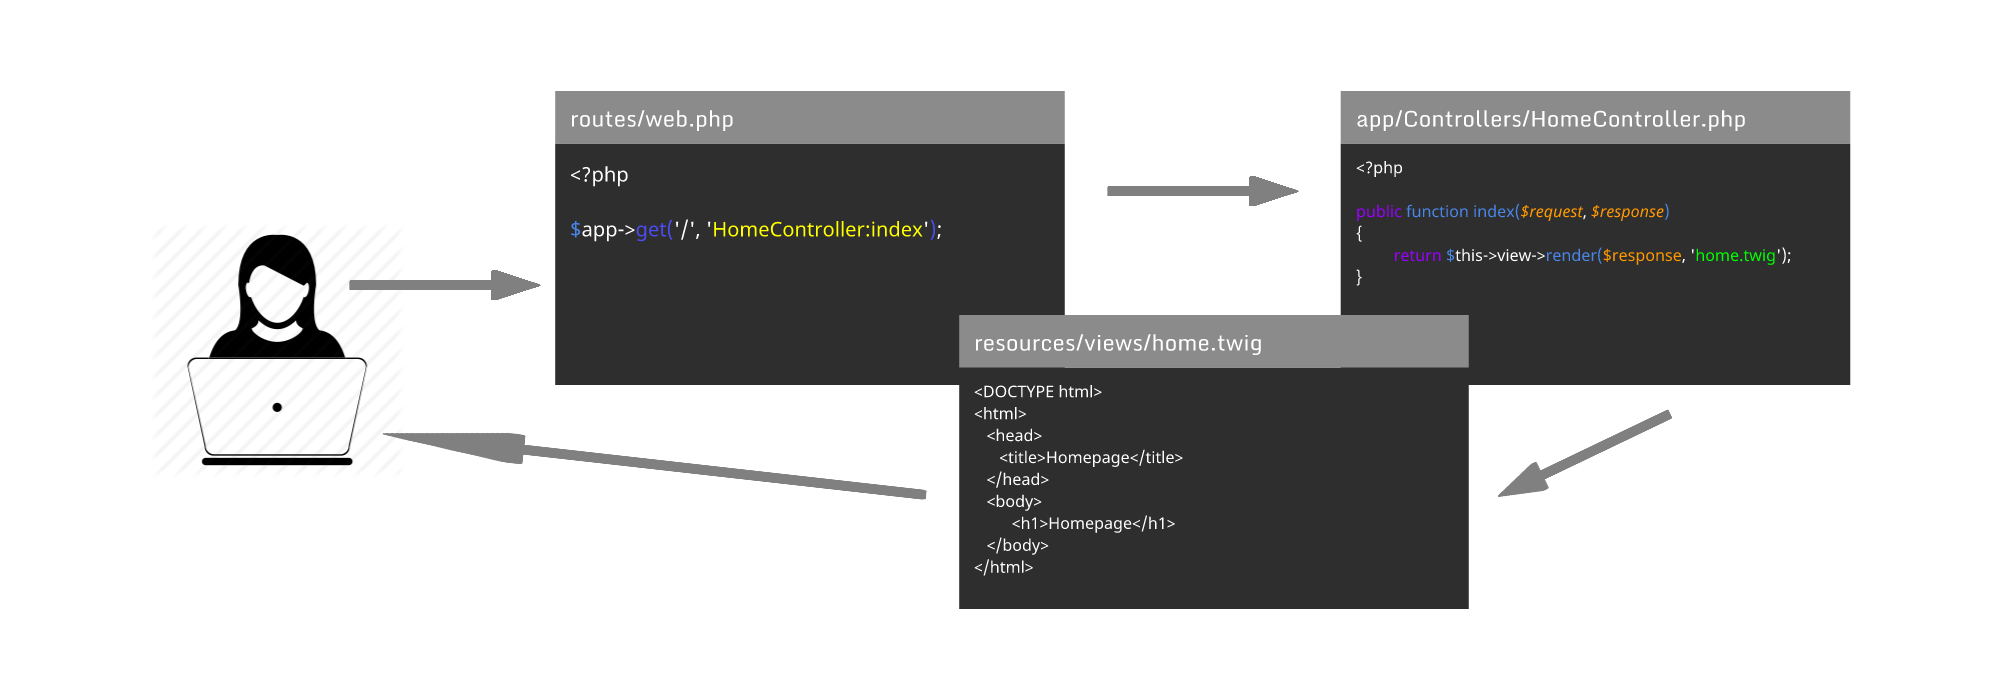 routes/web.php
<?php
$app->get('/', 'HomeController:index');
app/Controllers/HomeController.php
<?php
public function index($request, $response)
{
return $this->view->render($response, 'home.twig');
}
resources/views/home.twig
<DOCTYPE html>
<html>
<head>
<title>Homepage</title>
</head>
<body>
<h1>Homepage</h1>
</body>
</html>